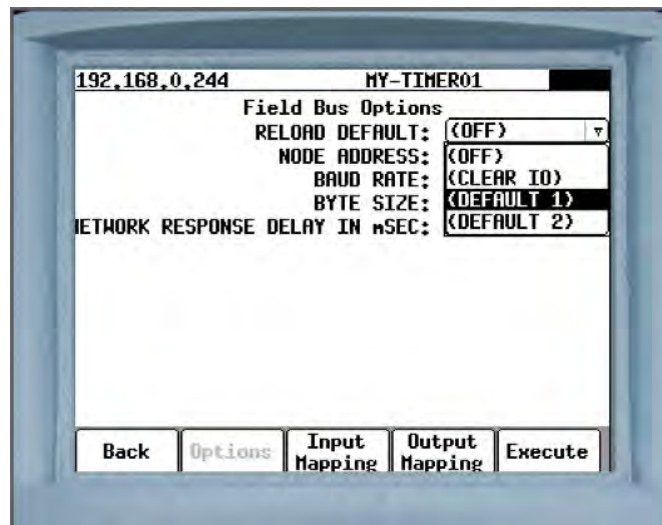 192.168.0.244 MY-TIMER01
Field Bus Options
RELOAD DEFAULT: (OFF)
NODE ADDRESS: (OFF)
BAUD RATE: (CLEAR IO)
BYTE SIZE: (DEFAULT 1)
NETWORK RESPONSE DELAY IN mSEC: (DEFAULT 2)
Back
Options
Input Mapping
Output Mapping
Execute